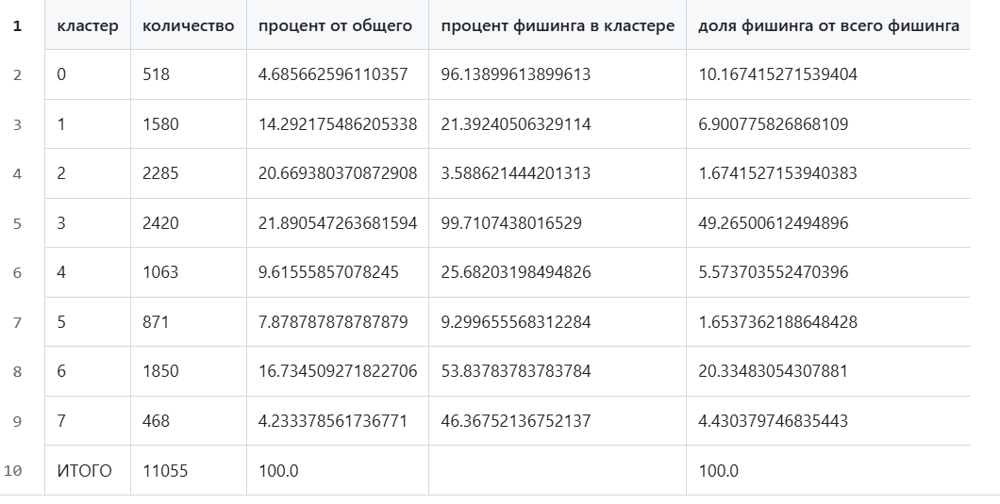 1 кластер количество процент от общего процент фишинга в кластере доля фишинга от всего фишинга
2 0 518 4.685662596110357 96.13899613899613 10.167415271539404
3 1 1580 14.292175486205338 21.39240506329114 6.900775826868109
4 2 2285 20.669380370872908 3.588621444201313 1.6741527153940383
5 3 2420 21.890547263681594 99.7107438016529 49.26500612494896
6 4 1063 9.61555857078245 25.68203198494826 5.573703552470396
7 5 871 7.878787878787879 9.299655568312284 1.6537362188648428
8 6 1850 16.734509271822706 53.83783783783784 20.33483054307881
9 7 468 4.233378561736771 46.36752136752137 4.430379746835443
10 ИТОГО 11055 100.0 100.0